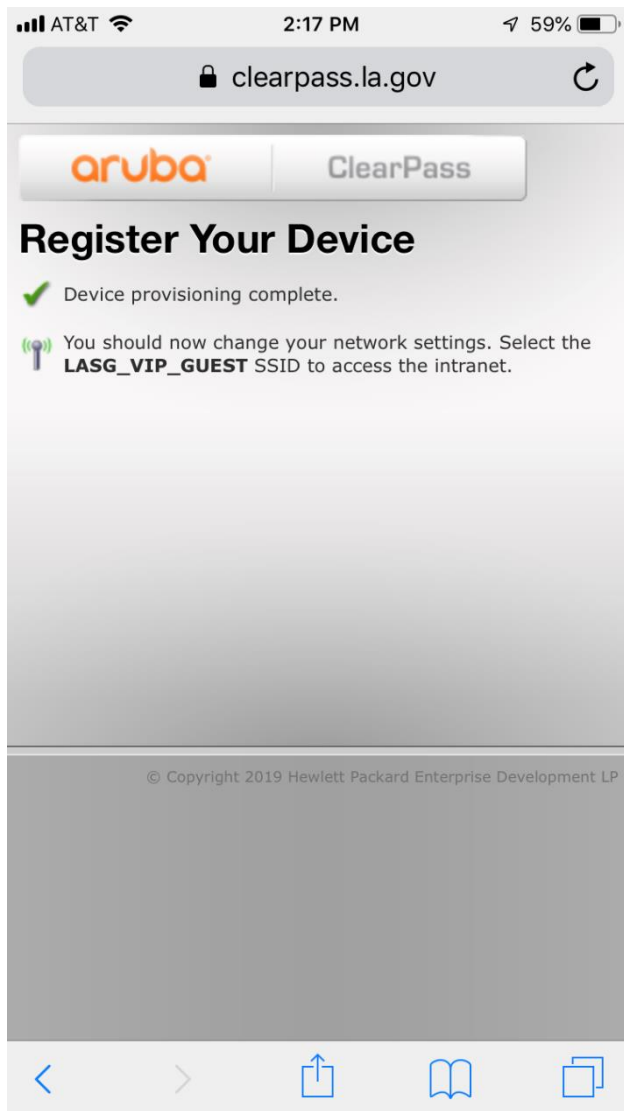 AT&T 2:17 PM 59%
clearpass.la.gov
aruba ClearPass
Register Your Device
Device provisioning complete.
You should now change your network settings. Select the
LASG_VIP_GUEST SSID to access the intranet.
© Copyright 2019 Hewlett Packard Enterprise Development LP